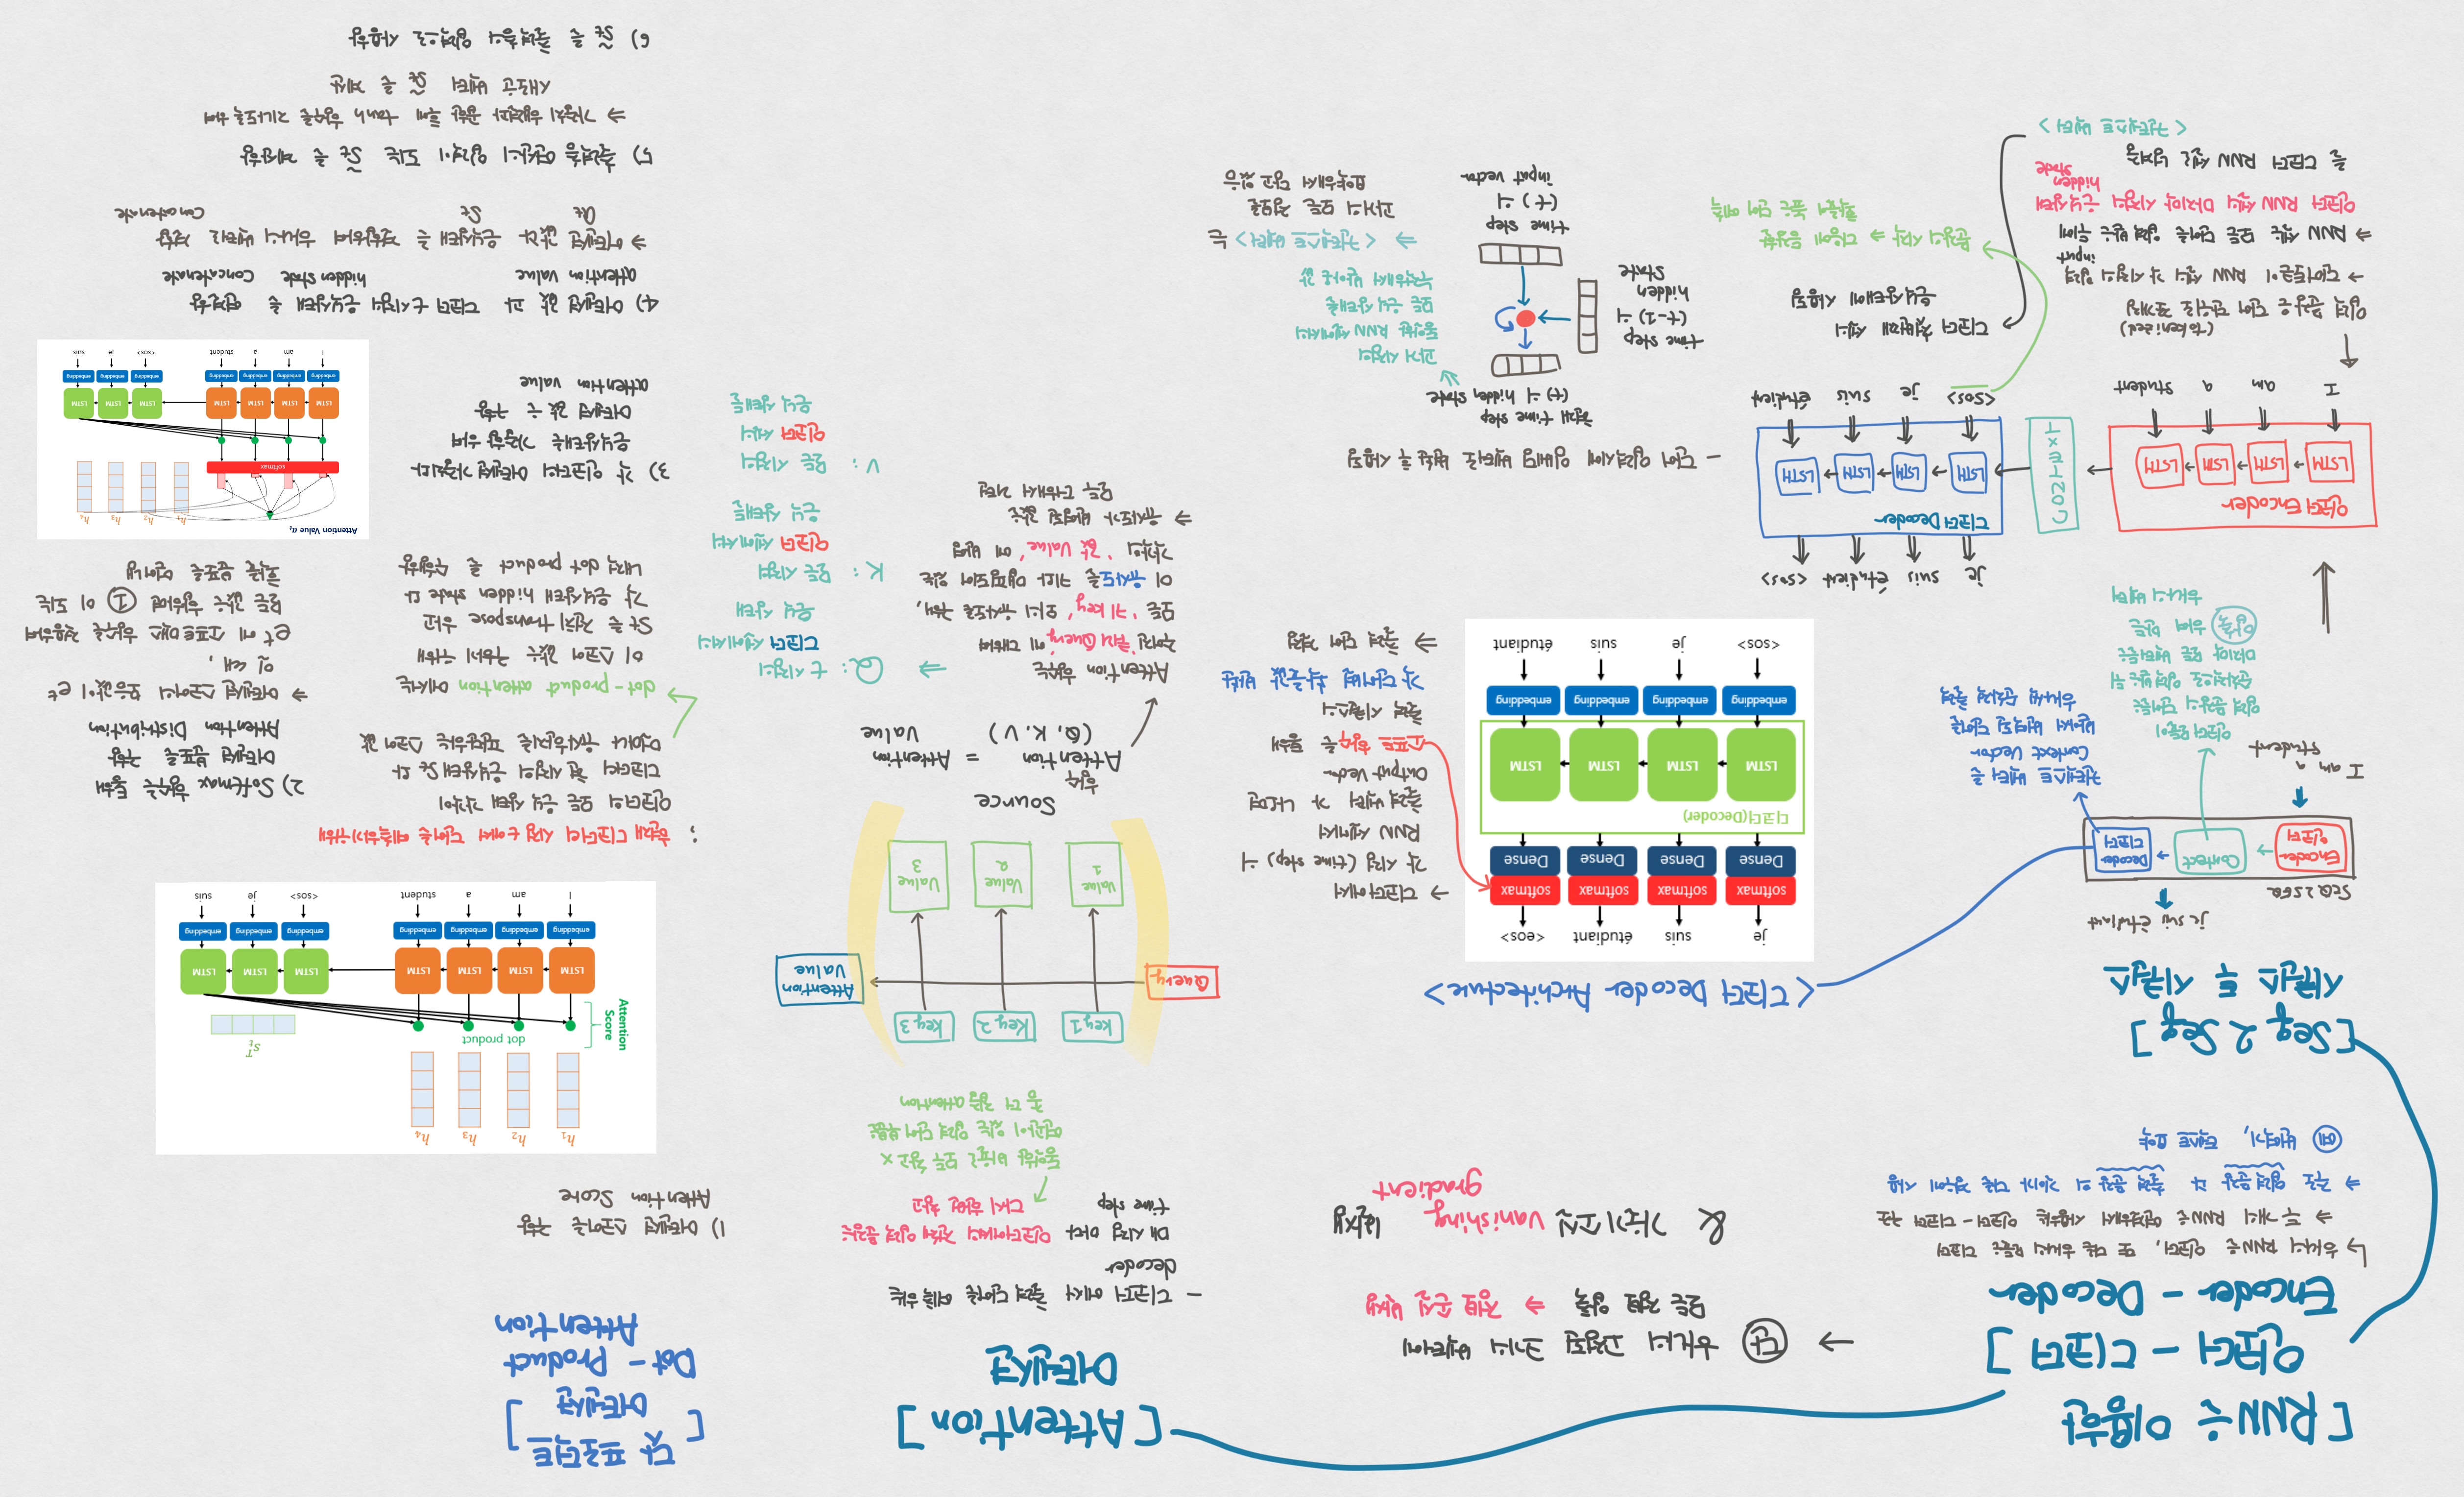 [ RNN을 이용한
인코더 - 디코더 ]
Encoder - Decoder
↳ 하나의 RNN을 인코더, 또 다른 하나의 모듈을 디코더
⇒ 두 개의 RNN을 연결해서 사용하는 인코더 - 디코더 구조
⇒ 주로 입력 문장 과 출력 문장 의 길이가 다를 경우에 사용
예 번역기, 텍스트 요약
→ 단 하나의 고정된 크기의 벡터에
모든 정보 압축 ⇒ 정보 손실 발생
& 기울기 소실 Vanishing 발생
gradient
[Seq 2 Seq]
시퀀스 투 시퀀스
je suis étudiant
SEQ2SEQ
Encoder
인코더
→ Context →
Decoder
디코더
I am a
student
인코더 모듈이
입력 문장의 단어들을
순차적으로 입력 받은 뒤
마지막 모든 벡터들을
압축 하여 만든
하나의 벡터
컨텍스트 벡터 를
Context Vector
받아서 번역된 단어를
하나씩 순차적 출력
<디코더 Decoder Architecture>
je suis étudiant <eos>
softmax softmax softmax softmax
Dense Dense Dense Dense
디코더(Decoder)
LSTM LSTM LSTM LSTM
embedding embedding embedding embedding
<sos> je suis étudiant
→ 디코더에서
각 시점 (time step) 의
RNN 셀에서
출력 벡터 가 나오면
Output Vector
소프트 함수를 통해
출력 시퀀스의
각 단어별 확률값 반환
⇒ 출력 단어 결정
인코더 Encoder
LSTM → LSTM → LSTM → LSTM
I am a student
CONTEXT
je suis étudient <sos>
디코더 Decoder
LSTM → LSTM → LSTM → LSTM
<sos> je suis étudient
(tokenized)
입력 문장은 단어 단위로 쪼개짐
→ 단어토큰이 RNN 셀의 각 시점의 입력
input
⇒ RNN 셀은 모든 단어를 입력 받은 뒤에
인코더 RNN 셀의 마지막 시점의 은닉상태
hidden
state
를 디코더 RNN 셀로 넘겨줌
<컨텍스트 벡터>
디코더 첫번째 셀의
은닉상태에 사용됨
문장의 시작 ⇒ 다음에 등장할
확률이 높은 단어 예측
- 단어 입력시에 임베딩 벡터로 변환 후 사용됨
현재 time step
(t)의 hidden state
time step
(t-1) 의
hidden
state
time step
(t) 의
input vector
과거 시점의
동일한 RNN 셀에서의
모든 은닉 상태를
누적해서 받아온 값
⇒ <컨텍스트 벡터> 는
과거의 모든 정보를
요약해서 담고 있음
[Attention]
어텐션
- 디코더 에서 출력 단어를 예측 하는
decoder
매 시점 마다 인코더에서의 전체 입력 문장을
time step 다시 한번 참고
동일한 비율로 모두 참고 x
연관이 있는 입력 단어 부분을
좀 더 집중 attention
key1 key2 key3
Query
Attention
Value
Value
1
Value
2
Value
3
Source
함수
Attention = Attention
(Q, K, V) Value
Attention 함수는
주어진 '쿼리 Query'에 대하여
모든 '키 key' 와의 유사도를 구해,
이 유사도를 키와 맵핑되어 있는
각각의 '값 Value' 에 반영
⇒ 유사도가 반영된 값을
모두 더해서 리턴
⇒ Q: t 시점의
디코더 셀에서의
은닉 상태
K: 모든 시점의
인코더 셀에서의
은닉 상태들
V: 모든 시점의
인코더 셀의
은닉 상태들
[ 닷 프로덕트
어텐션 ]
Dot - Product
Attention
1) 어텐션 스코어를 구함
Attention Score
h1 h2 h3 h4
Attention
Score
dot product
s_t^T
LSTM LSTM LSTM LSTM LSTM LSTM LSTM
embedding embedding embedding embedding embedding embedding embedding
I am a student <sos> je suis
; 현재 디코더의 시점 t에서 단어를 예측하기위해
인코더의 모든 은닉 상태 각각이
디코더의 현 시점의 은닉상태 St 와
얼마나 유사한지를 판단하는 스코어 값
dot-product attention 에서는
이 스코어 값을 구하기 위해
St 를 전치 transpose 하고
각 은닉상태 hidden state 와
내적 dot product 를 수행함
2) Softmax 함수를 통해
어텐션 분포를 구함
Attention Distribution
⇒ 어텐션 스코어의 모음값이 e^t
일 때,
e^t 에 소프트맥스 함수를 적용하여
모든 값을 합하면 1 이 되는
확률 분포를 얻어냄
3) 각 인코더의 어텐션 가중치와
은닉상태를 가중합 하여
어텐션 값 을 구함
attention value
Attention Value a_t
h1 h2 h3 h4
softmax
LSTM LSTM LSTM LSTM LSTM LSTM LSTM
embedding embedding embedding embedding embedding embedding embedding
I am a student <sos> je suis
4) 어텐션 값 과 디코더 t시점의 은닉상태 를 연결함
attention value hidden state Concatenate
⇒ 어텐션 값과 은닉상태 를 결합하여 하나의 벡터로 결합
at St Concatenate
5) 출력층 연산의 입력이 되는 S̃t 를 계산함
⇒ 가중치 행렬과 곱한 후에 tanh 함수를 지나도록 하여
새로운 벡터 S̃t 를 계산
6) S̃t 를 출력층의 입력으로 사용함